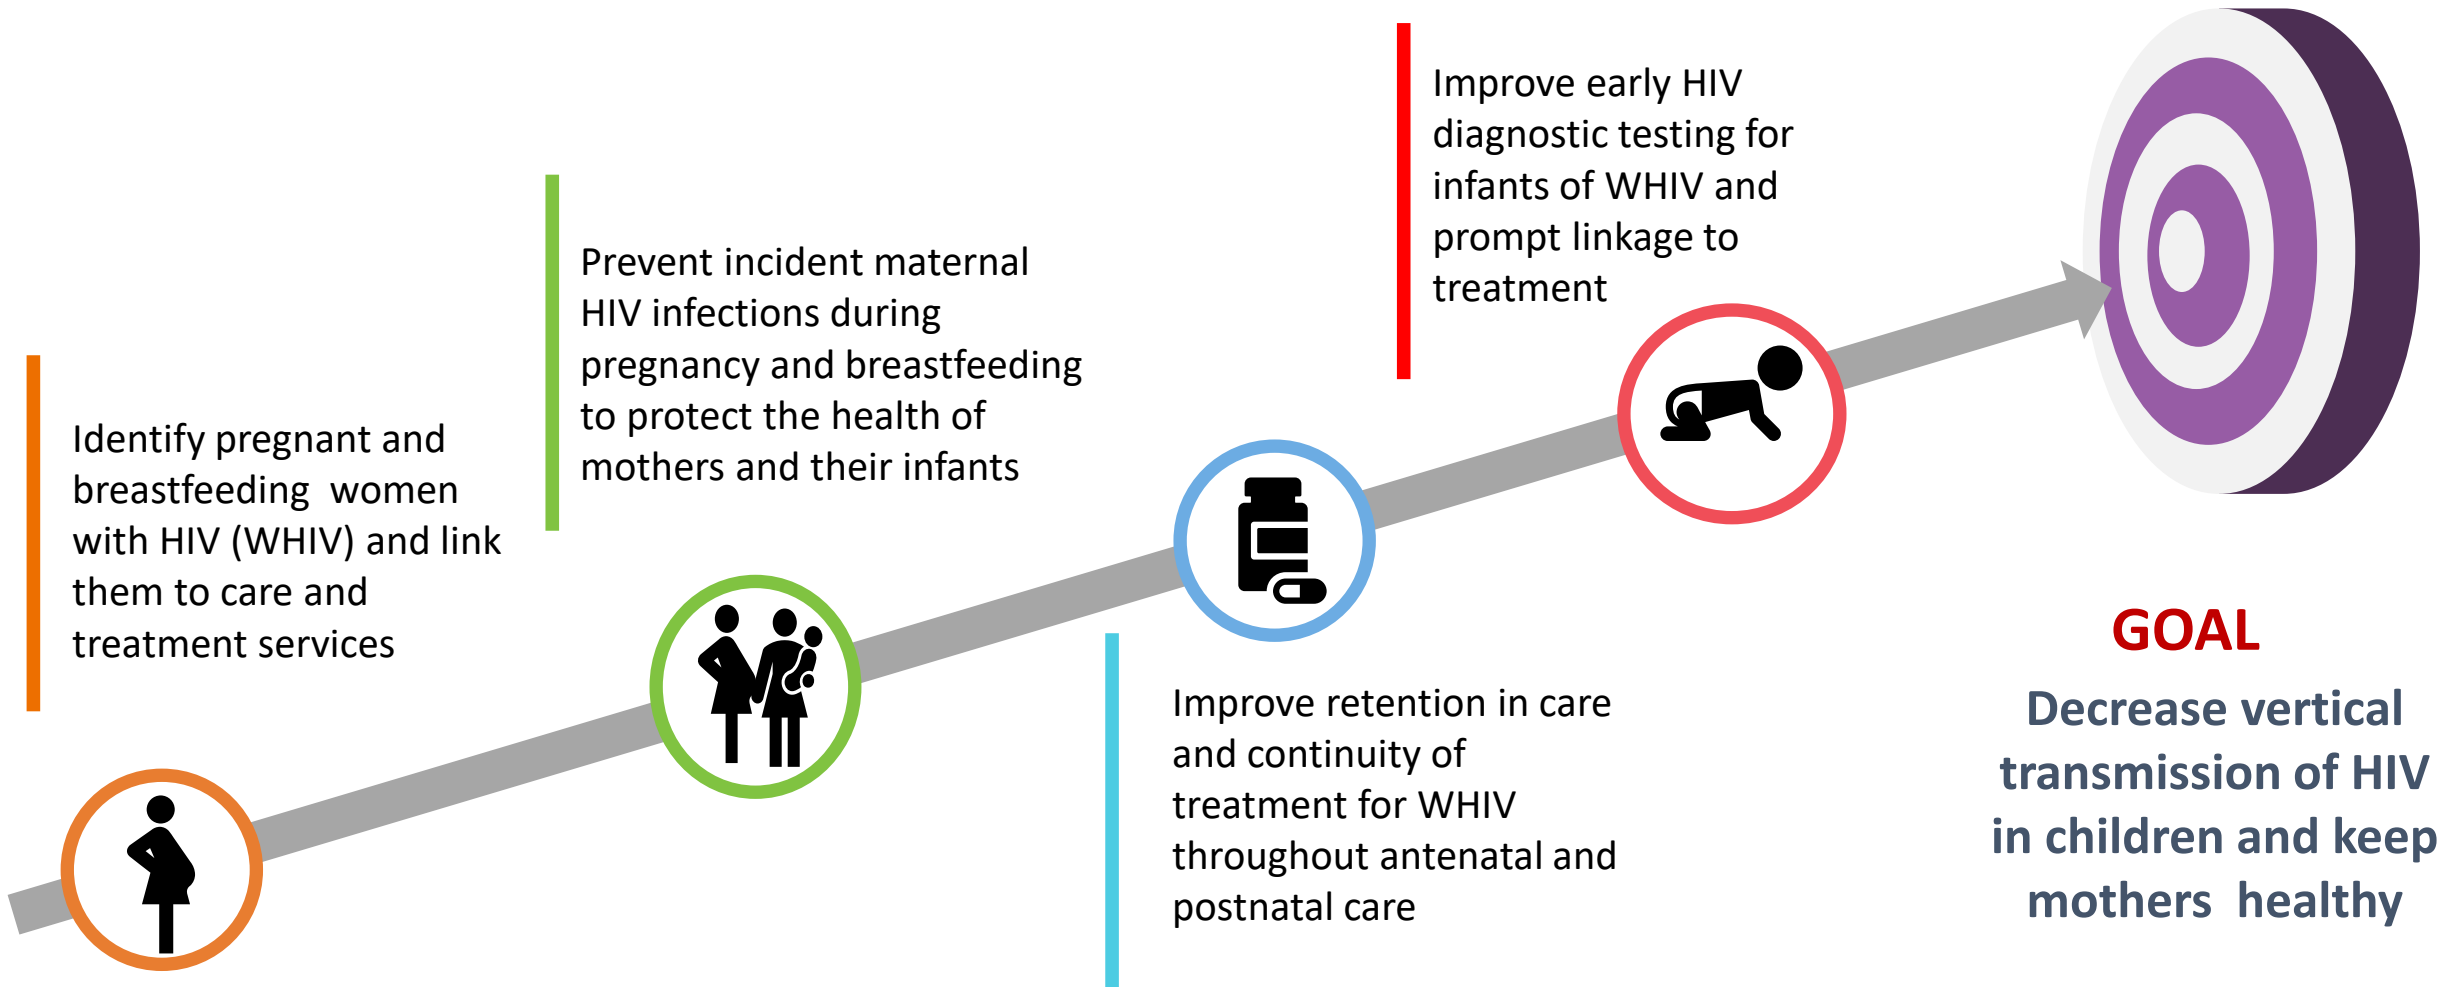 Identify pregnant and
breastfeeding  women
with HIV (WHIV) and link
them to care and
treatment services
Prevent incident maternal
HIV infections during
pregnancy and breastfeeding
to protect the health of
mothers and their infants
Improve retention in care
and continuity of
treatment for WHIV
throughout antenatal and
postnatal care
Improve early HIV
diagnostic testing for
infants of WHIV and
prompt linkage to
treatment
GOAL
Decrease vertical
transmission of HIV
in children and keep
mothers  healthy